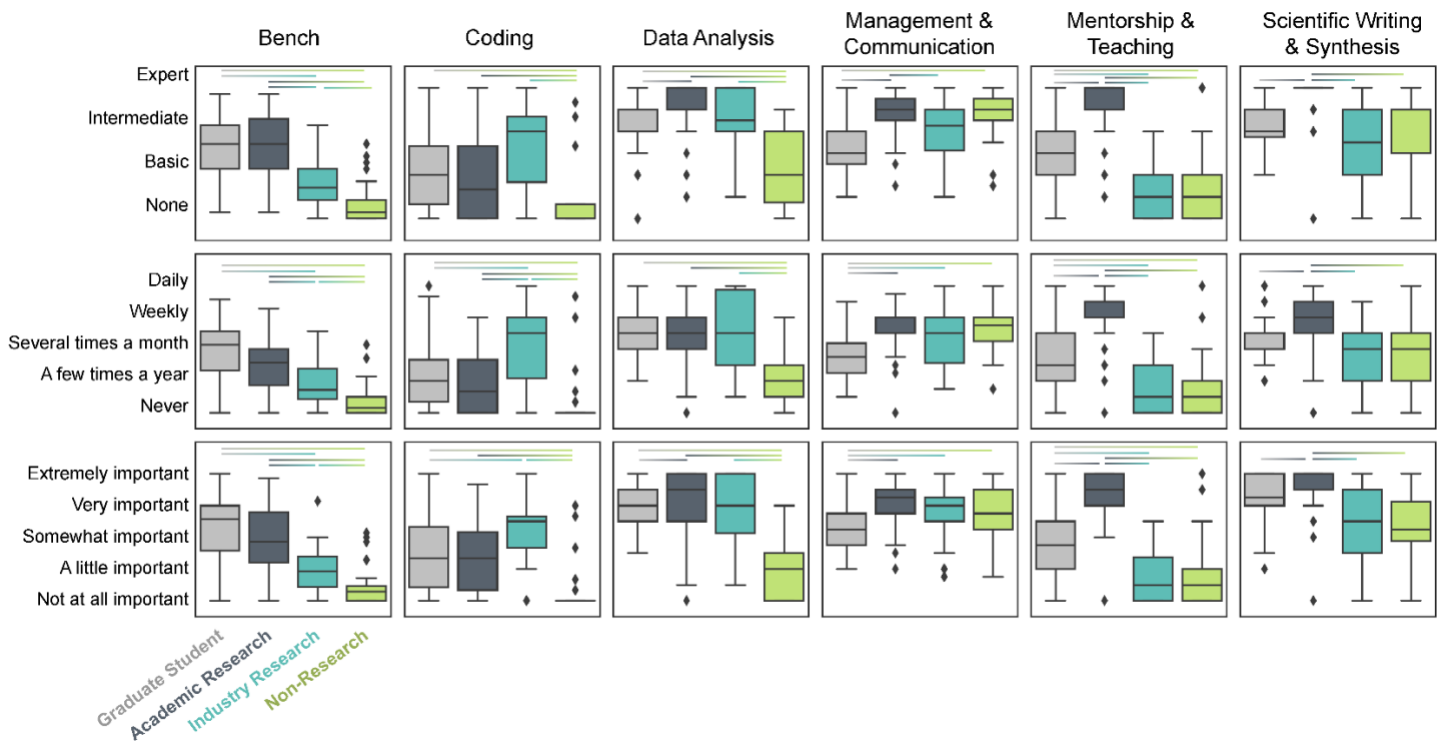 Bench
Coding
Data Analysis
Management &
Communication
Mentorship &
Teaching
Scientific Writing
& Synthesis
Expert
Intermediate
Basic
None
Daily
Weekly
Several times a month
A few times a year
Never
Extremely important
Very important
Somewhat important
A little important
Not at all important
Graduate Student
Academic Research
Industry Research
Non-Research